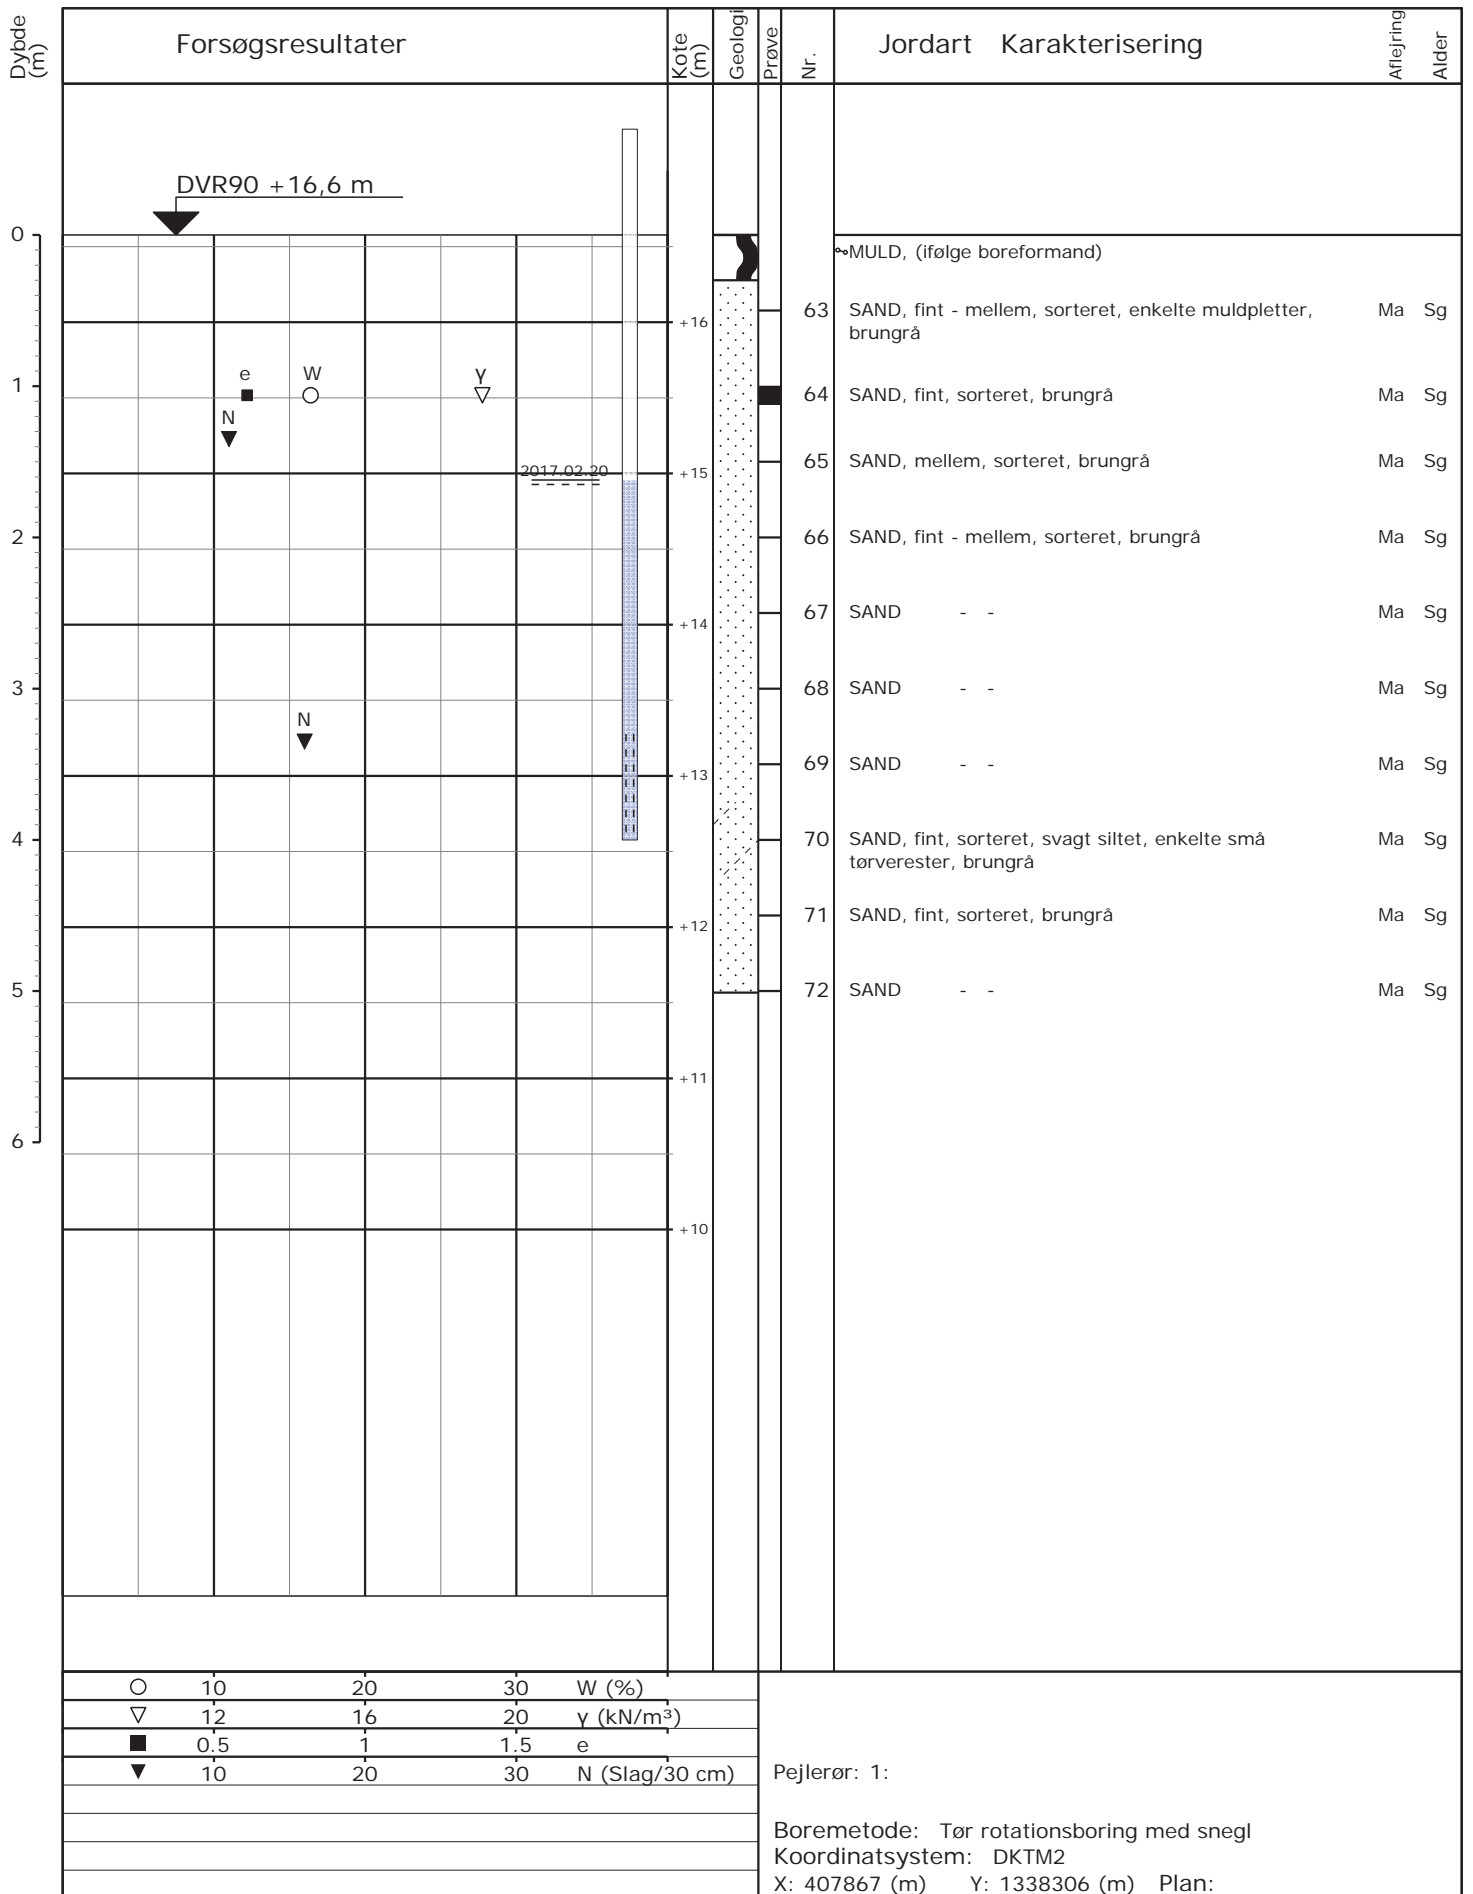 Dybde (m)
Forsøgsresultater
Kote (m)
Geologi
Prøve
Nr.
Jordart Karakterisering
Aflejring
Alder
DVR90 +16,6 m
0
MULD, (ifølge boreformand)
63 SAND, fint - mellem, sorteret, enkelte muldpletter, Ma Sg
brungrå
+16
e W γ
1
64 SAND, fint, sorteret, brungrå Ma Sg
N
65 SAND, mellem, sorteret, brungrå Ma Sg
2017.02.20
+15
2
66 SAND, fint - mellem, sorteret, brungrå Ma Sg
67 SAND - - Ma Sg
+14
3
68 SAND - - Ma Sg
N
69 SAND - - Ma Sg
+13
4
70 SAND, fint, sorteret, svagt siltet, enkelte små Ma Sg
tørverester, brungrå
71 SAND, fint, sorteret, brungrå Ma Sg
+12
5
72 SAND - - Ma Sg
+11
6
+10
10 20 30 W (%)
12 16 20 γ (kN/m³)
0.5 1 1.5 e
10 20 30 N (Slag/30 cm)
Pejlerør: 1:
Boremetode: Tør rotationsboring med snegl
Koordinatsystem: DKTM2
X: 407867 (m) Y: 1338306 (m) Plan: